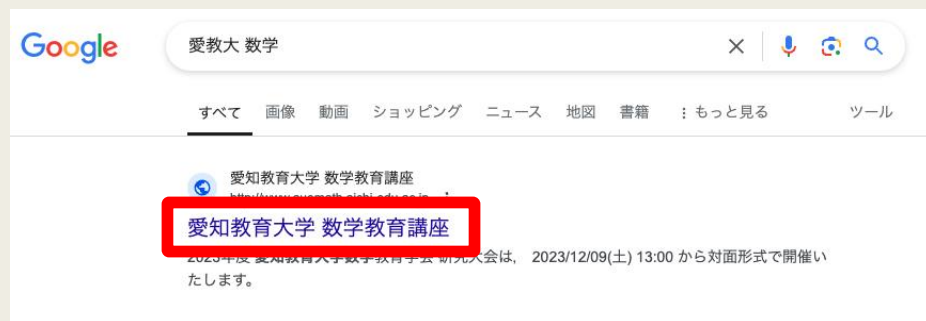 Google
愛教大 数学
すべて 画像 動画 ショッピング ニュース 地図 書籍 もっと見る ツール
愛知教育大学 数学教育講座
愛知教育大学 数学教育講座
2023年度 愛知教育大学数学教育学会 研究大会は, 2023/12/09(土) 13:00 から対面形式で開催い
たします。